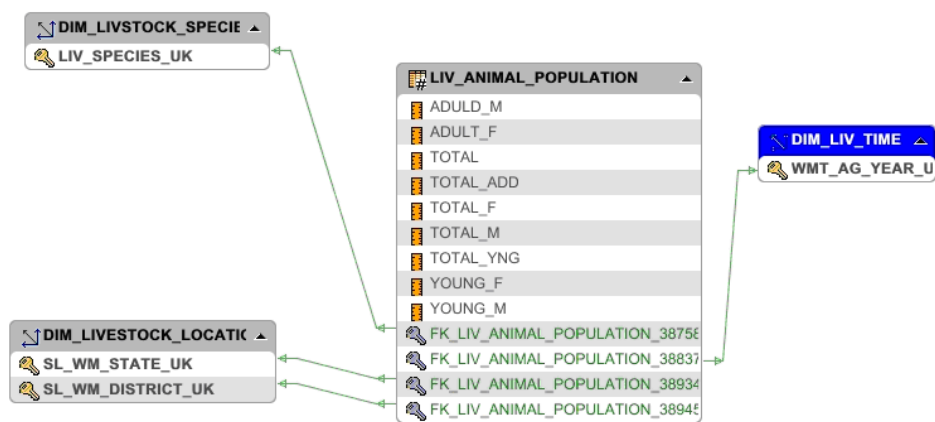 DIM_LIVSTOCK_SPECIE
LIV_SPECIES_UK
LIV_ANIMAL_POPULATION
ADULD_M
ADULT_F
TOTAL
TOTAL_ADD
TOTAL_F
TOTAL_M
TOTAL_YNG
YOUNG_F
YOUNG_M
FK_LIV_ANIMAL_POPULATION_38758
FK_LIV_ANIMAL_POPULATION_38837
FK_LIV_ANIMAL_POPULATION_38934
FK_LIV_ANIMAL_POPULATION_38945
DIM_LIV_TIME
WMT_AG_YEAR_U
DIM_LIVESTOCK_LOCATIC
SL_WM_STATE_UK
SL_WM_DISTRICT_UK